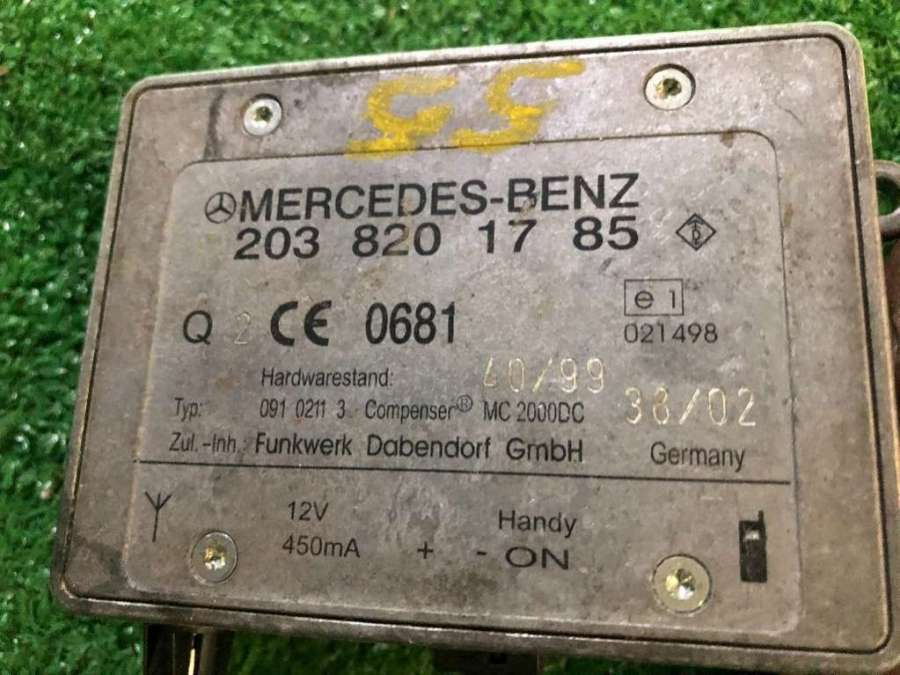 55
MERCEDES-BENZ
203 820 17 85
Q 2 CE 0681
e 1
021498
Hardwarestand: 40/99
Typ: 091 0211 3 Compenser® MC 2000DC 38/02
Zul.-Inh. Funkwerk Dabendorf GmbH Germany
12V Handy
450mA + - ON